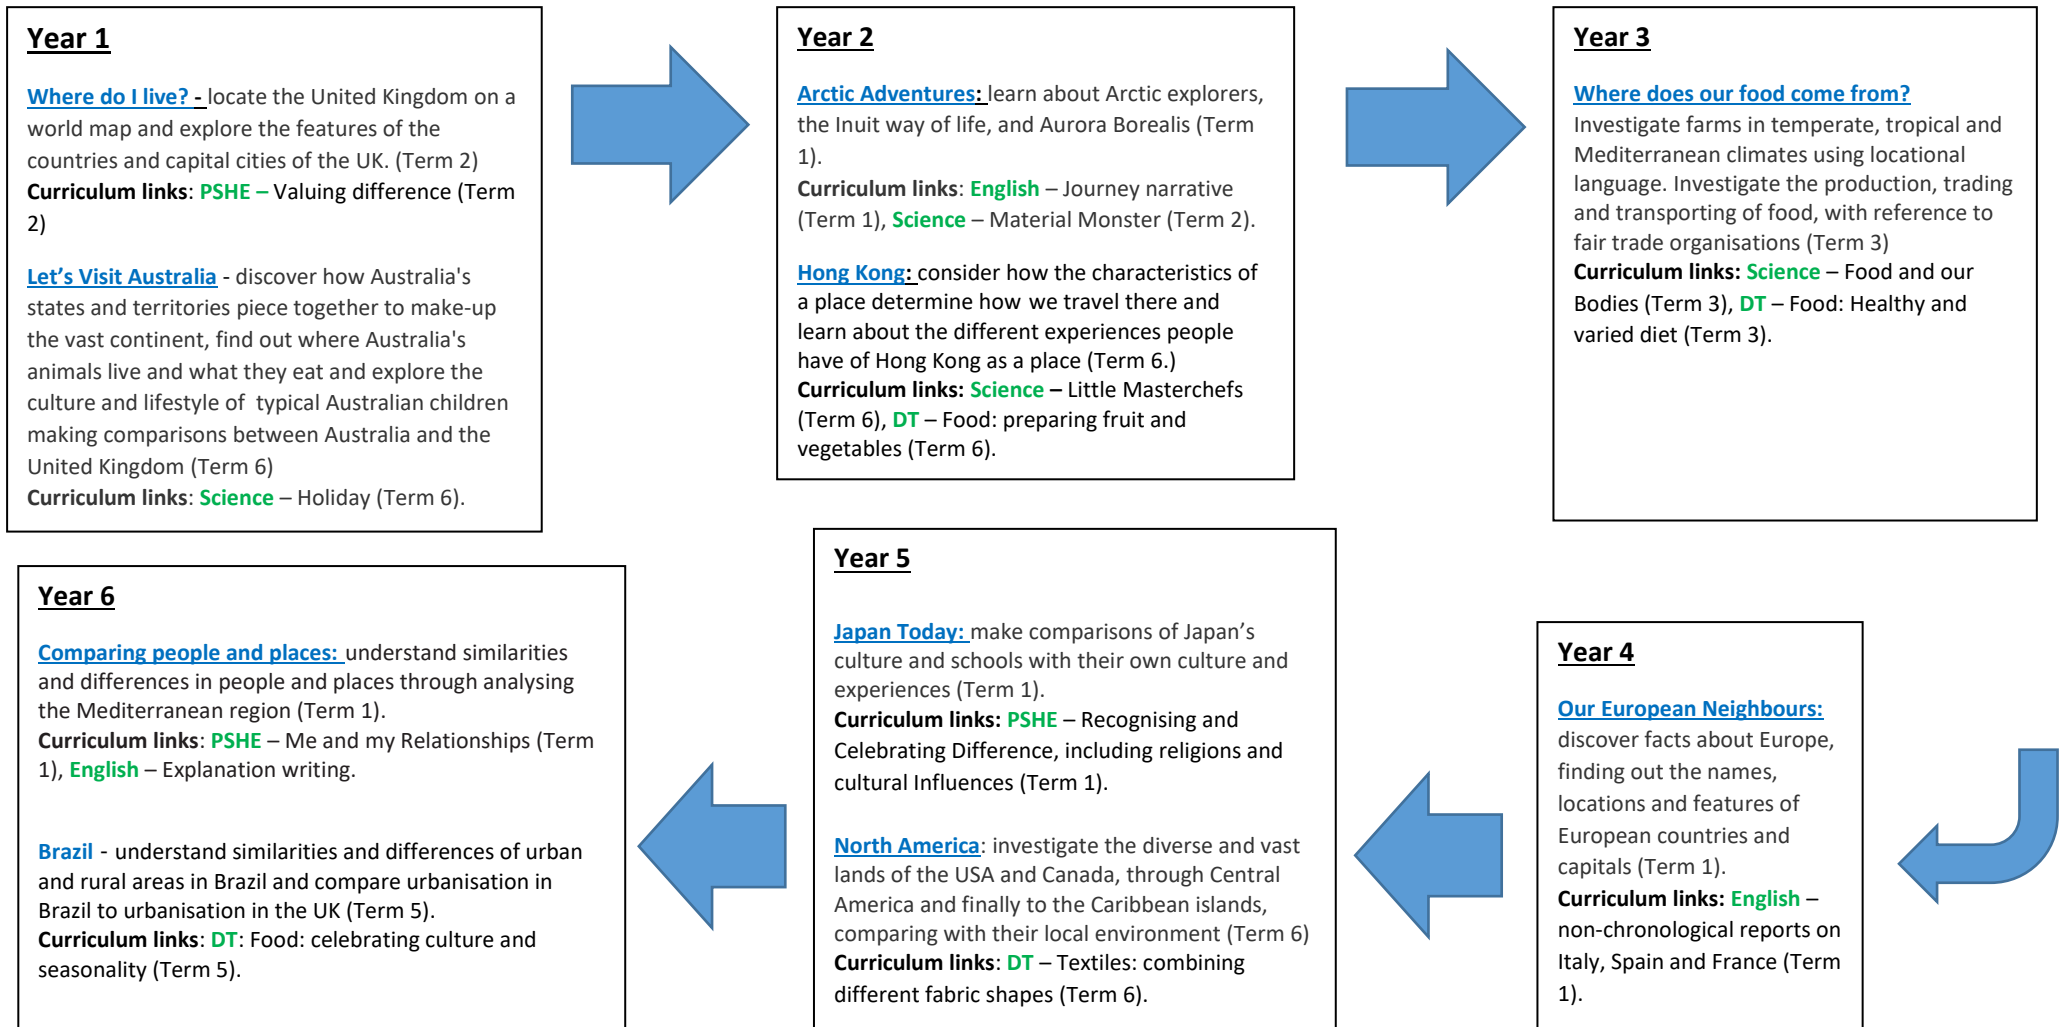 Year 1
Where do I live? - locate the United Kingdom on a
world map and explore the features of the
countries and capital cities of the UK. (Term 2)
Curriculum links: PSHE – Valuing difference (Term
2)
Let’s Visit Australia - discover how Australia's
states and territories piece together to make-up
the vast continent, find out where Australia's
animals live and what they eat and explore the
culture and lifestyle of typical Australian children
making comparisons between Australia and the
United Kingdom (Term 6)
Curriculum links: Science – Holiday (Term 6).
Year 2
Arctic Adventures: learn about Arctic explorers,
the Inuit way of life, and Aurora Borealis (Term
1).
Curriculum links: English – Journey narrative
(Term 1), Science – Material Monster (Term 2).
Hong Kong: consider how the characteristics of
a place determine how we travel there and
learn about the different experiences people
have of Hong Kong as a place (Term 6.)
Curriculum links: Science – Little Masterchefs
(Term 6), DT – Food: preparing fruit and
vegetables (Term 6).
Year 3
Where does our food come from?
Investigate farms in temperate, tropical and
Mediterranean climates using locational
language. Investigate the production, trading
and transporting of food, with reference to
fair trade organisations (Term 3)
Curriculum links: Science – Food and our
Bodies (Term 3), DT – Food: Healthy and
varied diet (Term 3).
Year 4
Our European Neighbours:
discover facts about Europe,
finding out the names,
locations and features of
European countries and
capitals (Term 1).
Curriculum links: English –
non-chronological reports on
Italy, Spain and France (Term
1).
Year 5
Japan Today: make comparisons of Japan’s
culture and schools with their own culture and
experiences (Term 1).
Curriculum links: PSHE – Recognising and
Celebrating Difference, including religions and
cultural Influences (Term 1).
North America: investigate the diverse and vast
lands of the USA and Canada, through Central
America and finally to the Caribbean islands,
comparing with their local environment (Term 6)
Curriculum links: DT – Textiles: combining
different fabric shapes (Term 6).
Year 6
Comparing people and places: understand similarities
and differences in people and places through analysing
the Mediterranean region (Term 1).
Curriculum links: PSHE – Me and my Relationships (Term
1), English – Explanation writing.
Brazil - understand similarities and differences of urban
and rural areas in Brazil and compare urbanisation in
Brazil to urbanisation in the UK (Term 5).
Curriculum links: DT: Food: celebrating culture and
seasonality (Term 5).